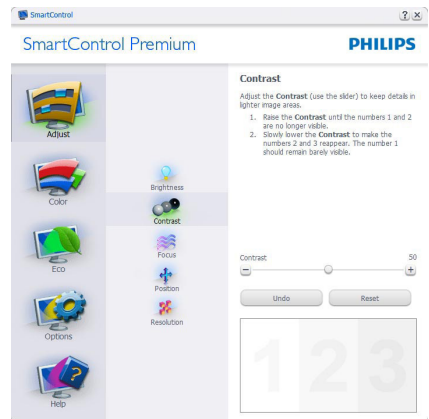 SmartControl
SmartControl Premium
PHILIPS
Adjust
Color
Eco
Options
Help
Brightness
Contrast
Focus
Position
Resolution
Contrast
Adjust the Contrast (use the slider) to keep details in
lighter image areas.
1. Raise the Contrast until the numbers 1 and 2
are no longer visible.
2. Slowly lower the Contrast to make the
numbers 2 and 3 reappear. The number 1
should remain barely visible.
Contrast 50
Undo Reset
1 2 3